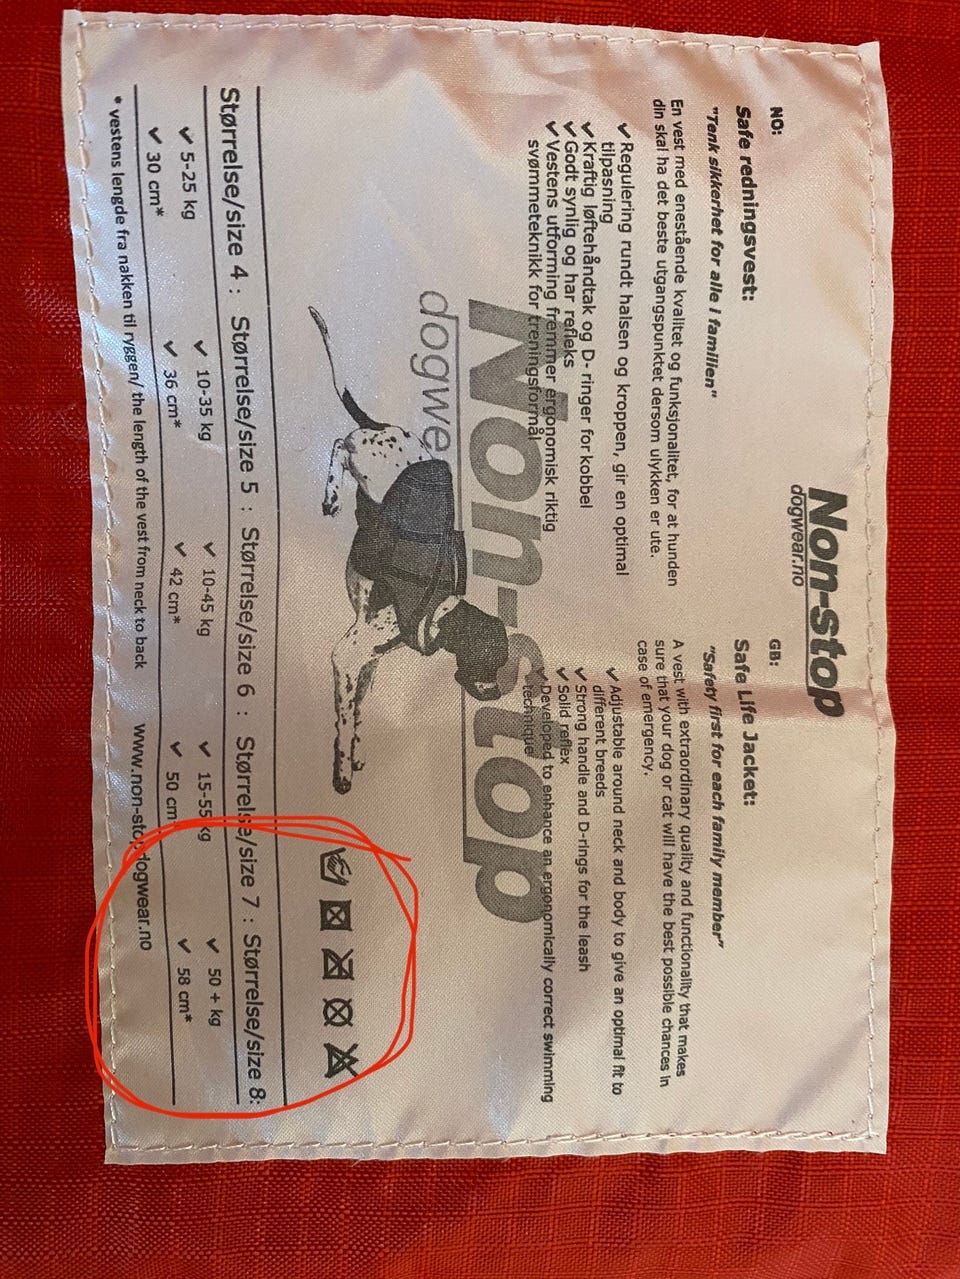 Non-stop
dogwear.no
NO:
Safe redningsvest:
"Tenk sikkerhet for alle i familien"
En vest med enestående kvalitet og funksjonalitet, for at hunden
din skal ha det beste utgangspunktet dersom ulykken er ute.
✔ Regulering rundt halsen og kroppen, gir en optimal
tilpasning
✔ Kraftig løftehåndtak og D- ringer for kobbel
✔ Godt synlig og har refleks
✔ Vestens utforming fremmer ergonomisk riktig
svømmeteknikk for treningsformål
GB:
Safe Life Jacket:
"Safety first for each family member"
A vest with extraordinary quality and functionality that makes
sure that your dog or cat will have the best possible chances in
case of emergency.
✔ Adjustable around neck and body to give an optimal fit to
different breeds
✔ Strong handle and D-rings for the leash
✔ Solid reflex
✔ Developed to enhance an ergonomically correct swimming
technique
Non-stop
dogwe
Størrelse/size 4 : Størrelse/size 5 : Størrelse/size 6 : Størrelse/size 7 : Størrelse/size 8:
✔ 5-25 kg ✔ 10-35 kg ✔ 10-45 kg ✔ 15-55 kg ✔ 50 + kg
✔ 30 cm* ✔ 36 cm* ✔ 42 cm* ✔ 50 cm ✔ 58 cm*
* vestens lengde fra nakken til ryggen/ the length of the vest from neck to back www.non-stopdogwear.no